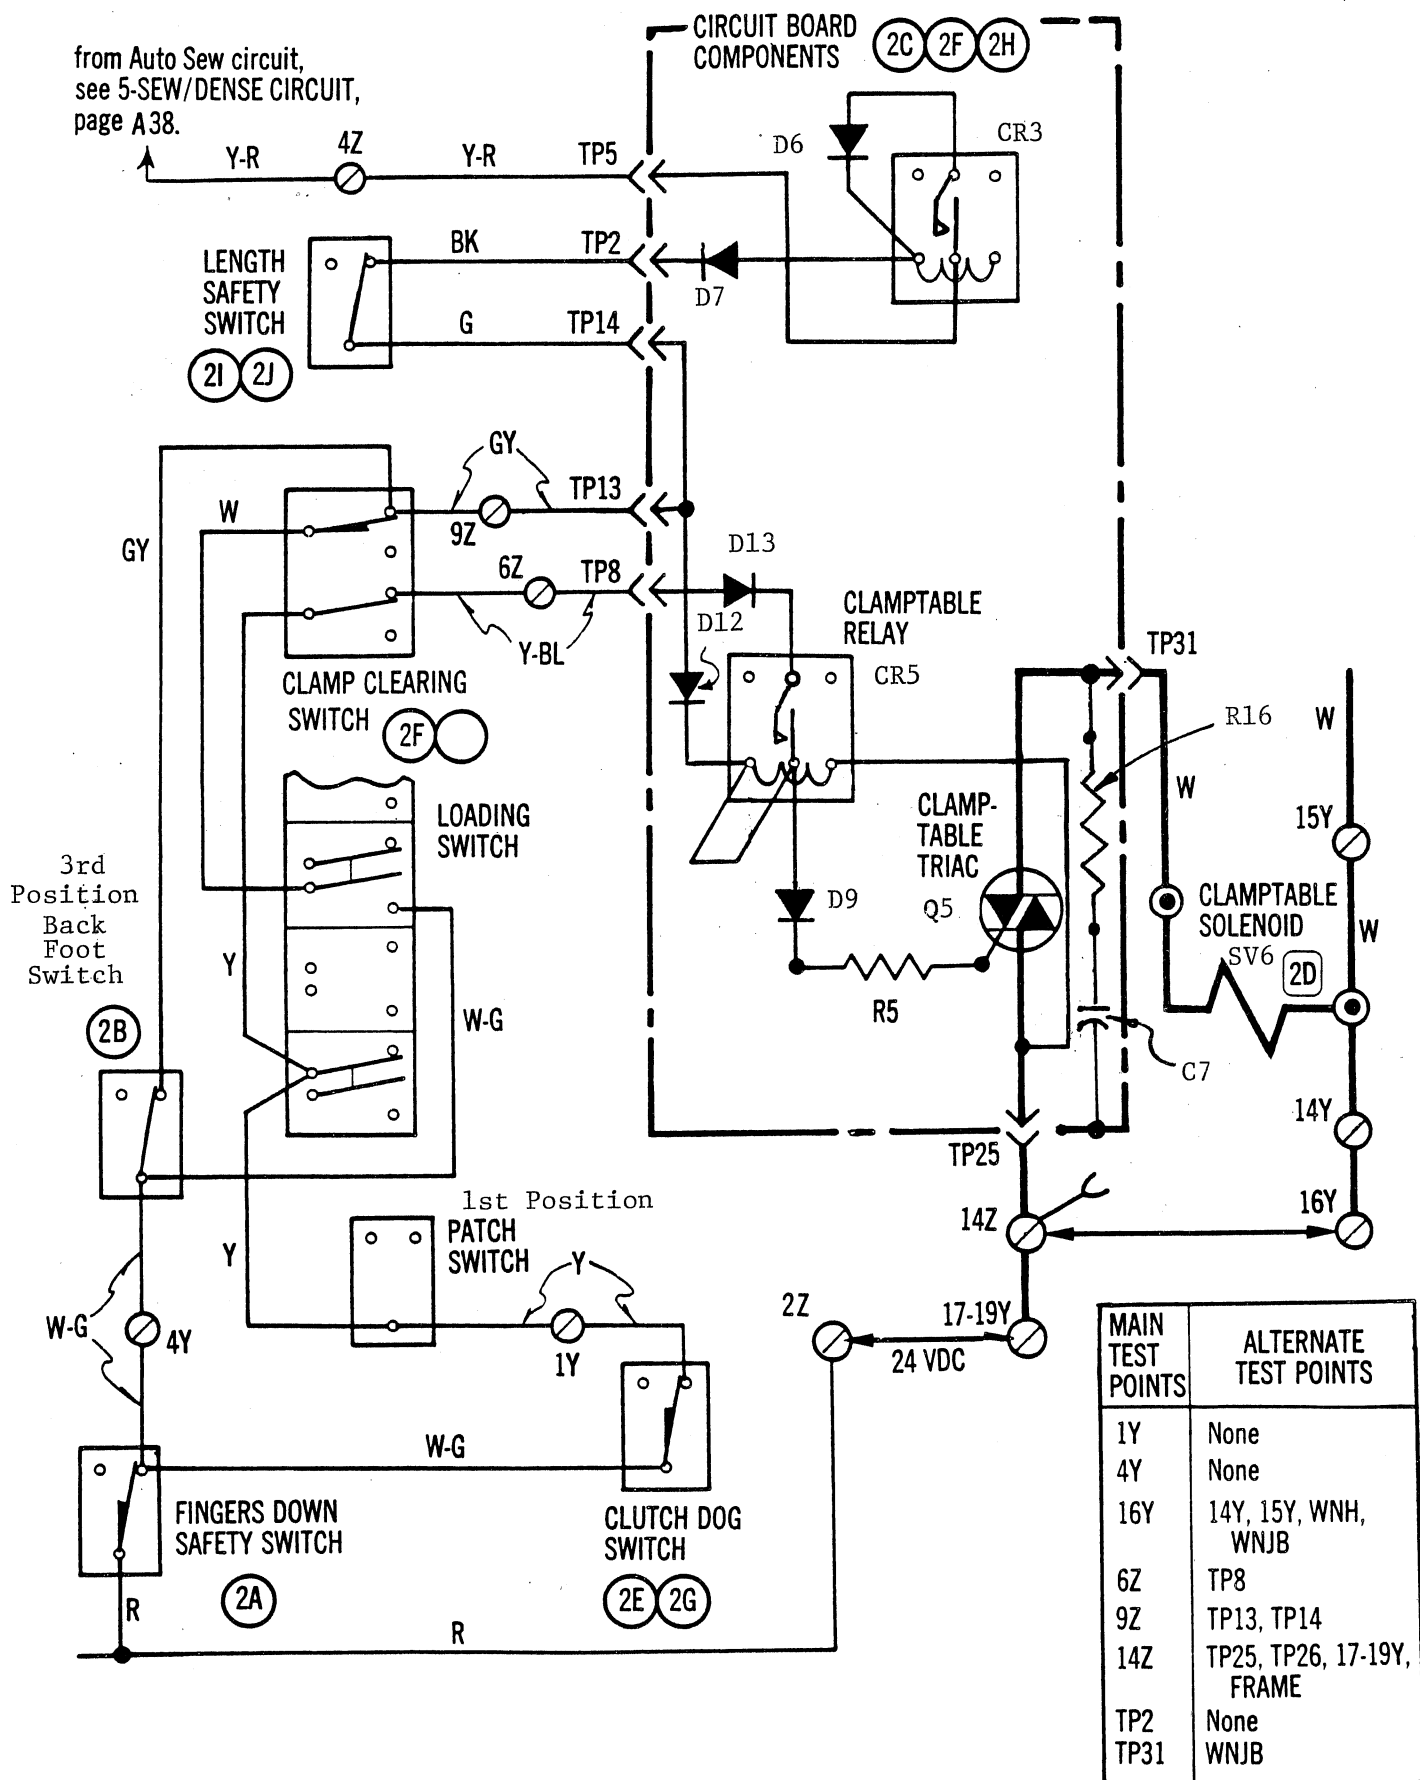 CIRCUIT BOARD
COMPONENTS
2C 2F 2H
from Auto Sew circuit,
see 5-SEW/DENSE CIRCUIT,
page A38.
Y-R
4Z
Y-R
TP5
D6
CR3
LENGTH
SAFETY
SWITCH
2I 2J
BK
TP2
D7
G
TP14
GY
W
GY
9Z
TP13
6Z
TP8
Y-BL
D13
D12
CLAMPTABLE
RELAY
CR5
TP31
CLAMP CLEARING
SWITCH
2F
R16
W
W
LOADING
SWITCH
CLAMP-
TABLE
TRIAC
Q5
15Y
3rd
Position
Back
Foot
Switch
2B
D9
CLAMPTABLE
SOLENOID
SV6
2D
W
Y
W-G
R5
C7
14Y
TP25
1st Position
PATCH
SWITCH
14Z
16Y
Y
Y
W-G
4Y
1Y
2Z
17-19Y
24 VDC
W-G
FINGERS DOWN
SAFETY SWITCH
2A
CLUTCH DOG
SWITCH
2E 2G
R
R
MAIN
TEST
POINTS
ALTERNATE
TEST POINTS
1Y None
4Y None
16Y 14Y, 15Y, WNH,
WNJB
6Z TP8
9Z TP13, TP14
14Z TP25, TP26, 17-19Y,
FRAME
TP2 None
TP31 WNJB